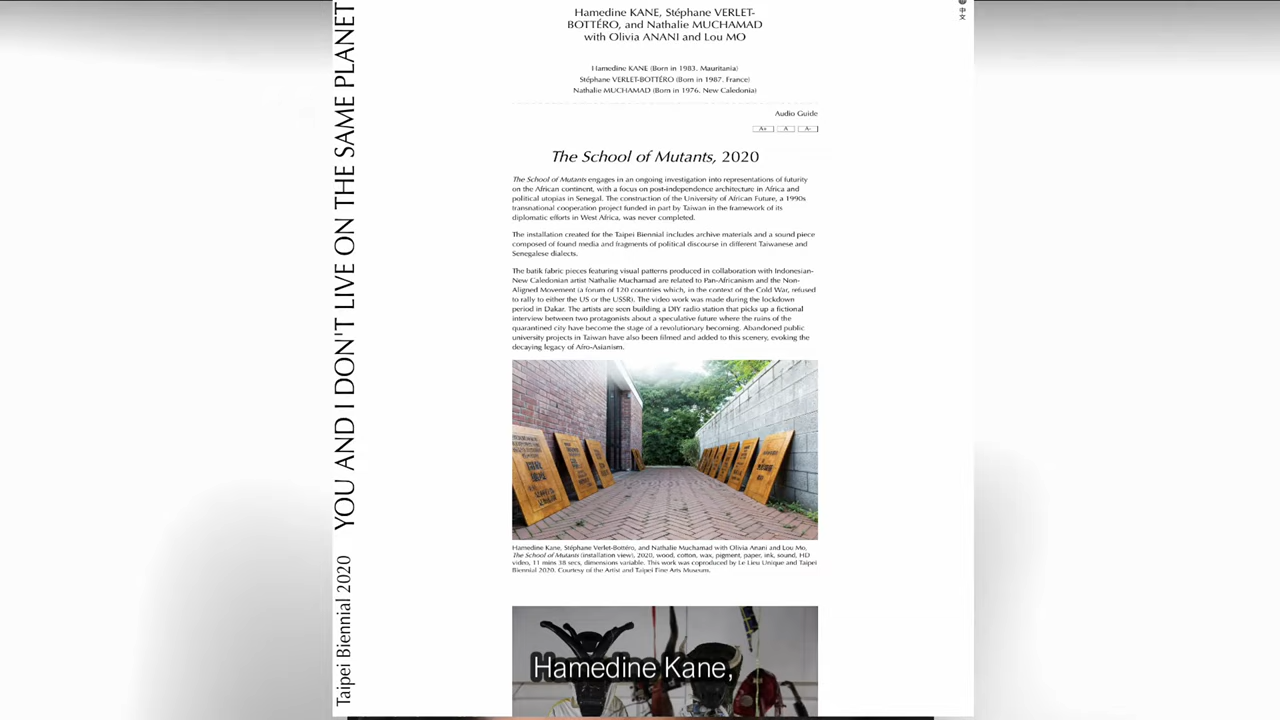 Hamedine KANE, Stéphane VERLET-
BOTTÉRO, and Nathalie MUCHAMAD
with Olivia ANANI and Lou MO
中
文
Hamedine KANE (Born in 1983, Mauritania)
Stéphane VERLET-BOTTÉRO (Born in 1987, France)
Nathalie MUCHAMAD (Born in 1976, New Caledonia)
Audio Guide
A+ A A-
The School of Mutants, 2020
The School of Mutants engages in an ongoing investigation into representations of futurity
on the African continent, with a focus on post-independence architecture in Africa and
political utopias in Senegal. The construction of the University of African Future, a 1990s
transnational cooperation project funded in part by Taiwan in the framework of its
diplomatic efforts in West Africa, was never completed.
The installation created for the Taipei Biennial includes archive materials and a sound piece
composed of found media and fragments of political discourse in different Taiwanese and
Senegalese dialects.
The batik fabric pieces featuring visual patterns produced in collaboration with Indonesian-
New Caledonian artist Nathalie Muchamad are related to Pan-Africanism and the Non-
Aligned Movement (a forum of 120 countries which, in the context of the Cold War, refused
to rally to either the US or the USSR). The video work was made during the lockdown
period in Dakar. The artists are seen building a DIY radio station that picks up a fictional
interview between two protagonists about a speculative future where the ruins of the
quarantined city have become the stage of a revolutionary becoming. Abandoned public
university projects in Taiwan have also been filmed and added to this scenery, evoking the
decaying legacy of Afro-Asianism.
Hamedine Kane, Stéphane Verlet-Bottéro, and Nathalie Muchamad with Olivia Anani and Lou Mo,
The School of Mutants (installation view), 2020, wood, cotton, wax, pigment, paper, ink, sound, HD
video, 11 mins 38 secs, dimensions variable. This work was coproduced by Le Lieu Unique and Taipei
Biennial 2020. Courtesy of the Artist and Taipei Fine Arts Museum.
Hamedine Kane,
Taipei Biennial 2020 YOU AND I DON'T LIVE ON THE SAME PLANET